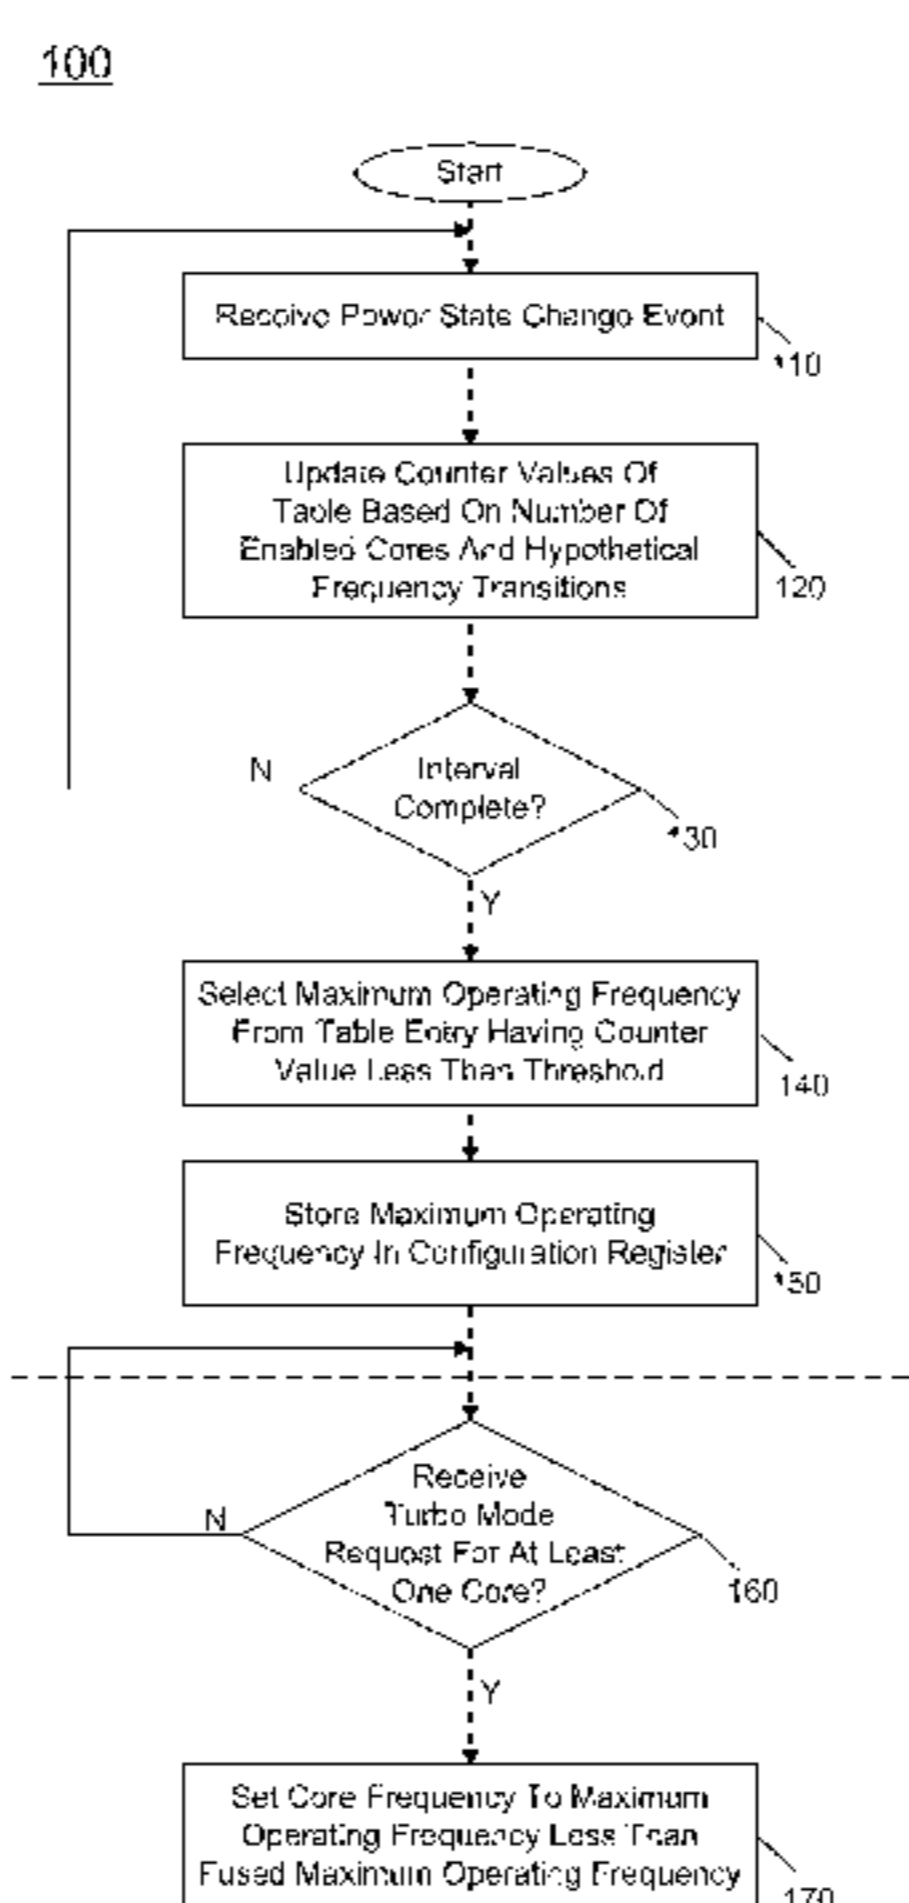 100
Start
Receive Power State Change Event
110
Update Counter Values Of
Table Based On Number Of
Enabled Cores And Hypothetical
Frequency Transitions
120
N
Interval
Complete?
130
Y
Select Maximum Operating Frequency
From Table Entry Having Counter
Value Less Than Threshold
140
Store Maximum Operating
Frequency In Configuration Register
150
N
Receive
Turbo Mode
Request For At Least
One Core?
160
Y
Set Core Frequency To Maximum
Operating Frequency Less Than
Fused Maximum Operating Frequency
170